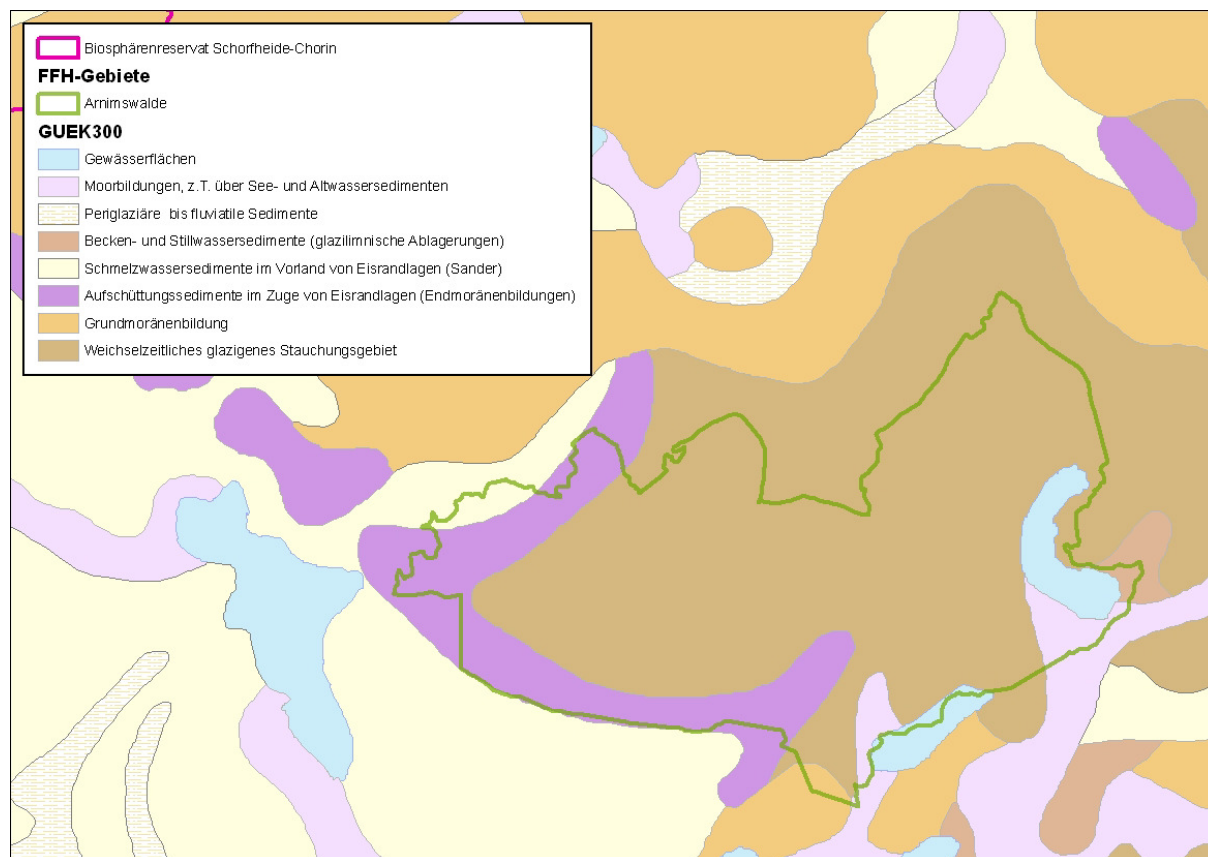 Biosphärenreservat Schorfheide-Chorin
FFH-Gebiete
Arnimswalde
GUEK300
Gewässerflächen
Moorbildungen, z.T. über See- und Altwassersedimenten
Periglaziäre bis fluviatile Sedimente
Becken- und Stillwassersedimente (glazilimnische Ablagerungen)
Schmelzwassersedimente im Vorland von Eisrandlagen (Sander)
Aufschüttungssedimente im Zuge von Eisrandlagen (Endmoränenbildungen)
Grundmoränenbildung
Weichselzeitliches glazigenes Stauchungsgebiet